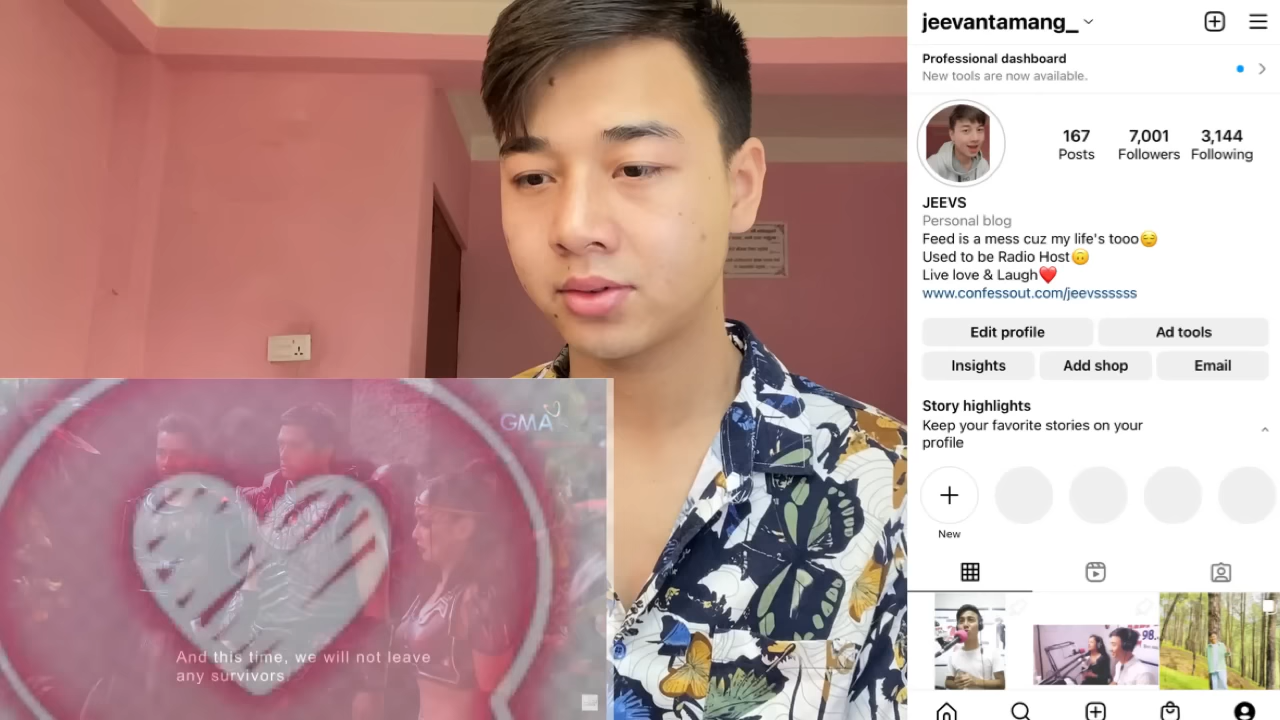 jeevantamang_
Professional dashboard
New tools are now available.
167
7,001
3,144
Posts
Followers
Following
JEEVS
Personal blog
Feed is a mess cuz my life's tooo😌
Used to be Radio Host🙃
Live love & Laugh❤️
www.confessout.com/jeevssssss
Edit profile
Ad tools
Insights
Add shop
Email
Story highlights
Keep your favorite stories on your
profile
New
98.
GMA
And this time, we will not leave
any survivors